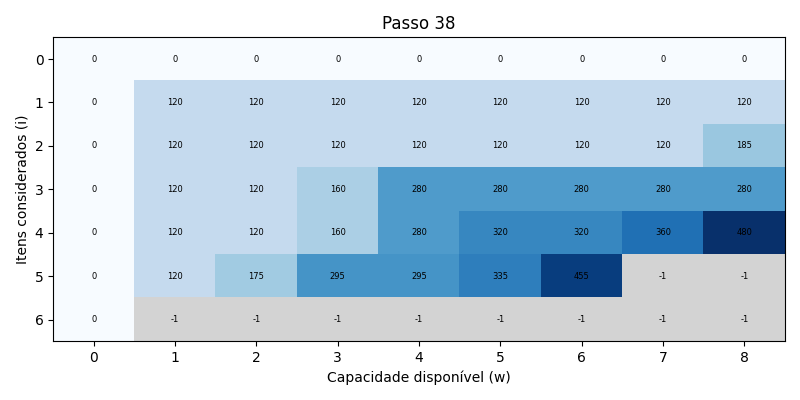 Passo 38
Itens considerados (i)
0 0 0 0 0 0 0 0 0 0
1 0 120 120 120 120 120 120 120 120
2 0 120 120 120 120 120 120 120 185
3 0 120 120 160 280 280 280 280 280
4 0 120 120 160 280 320 320 360 480
5 0 120 175 295 295 335 455 -1 -1
6 0 -1 -1 -1 -1 -1 -1 -1 -1
0 1 2 3 4 5 6 7 8
Capacidade disponível (w)